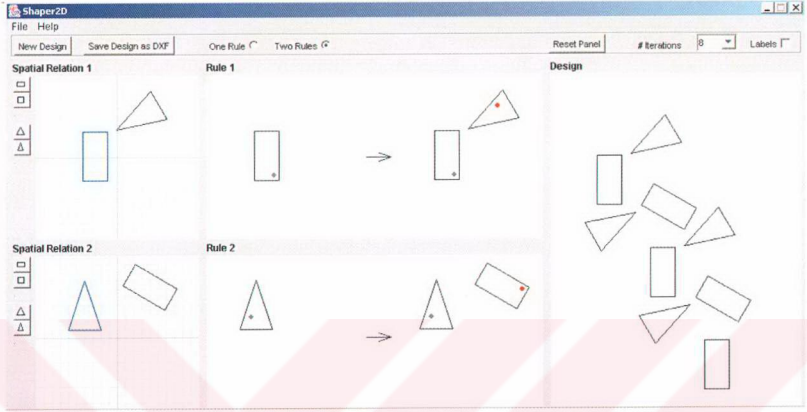 Shaper2D
File Help
New Design Save Design as DXF One Rule Two Rules Reset Panel # Iterations 8 Labels
Spatial Relation 1 Rule 1 Design
Spatial Relation 2 Rule 2